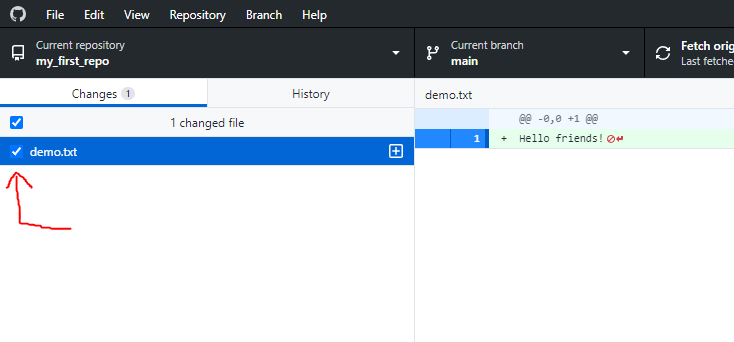 File Edit View Repository Branch Help
Current repository
my_first_repo
Current branch
main
Fetch orig
Last fetched
Changes 1
History
1 changed file
demo.txt
demo.txt
@@ -0,0 +1 @@
1 + Hello friends!